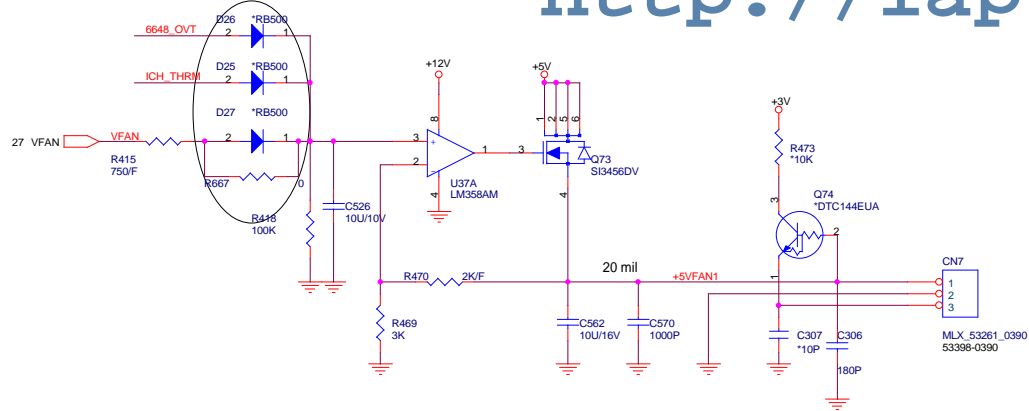 http://lap
D26 *RB500
6648_OVT 2 1
D25 *RB500
ICH_THRM 2 1
D27 *RB500
27 VFAN VFAN 2 1
R415
750/F
R667 0
R418
100K
C526
10U/10V
+12V
8
3 + 1
2 -
4
U37A
LM358AM
+5V
1 2 5 6
3
Q73
SI3456DV
4
R470 2K/F
R469
3K
20 mil
+5VFAN1
C562
10U/16V
C570
1000P
+3V
R473
*10K
3
Q74
*DTC144EUA
2
1
C307
*10P
C306
180P
CN7
1
2
3
MLX_53261_0390
53398-0390